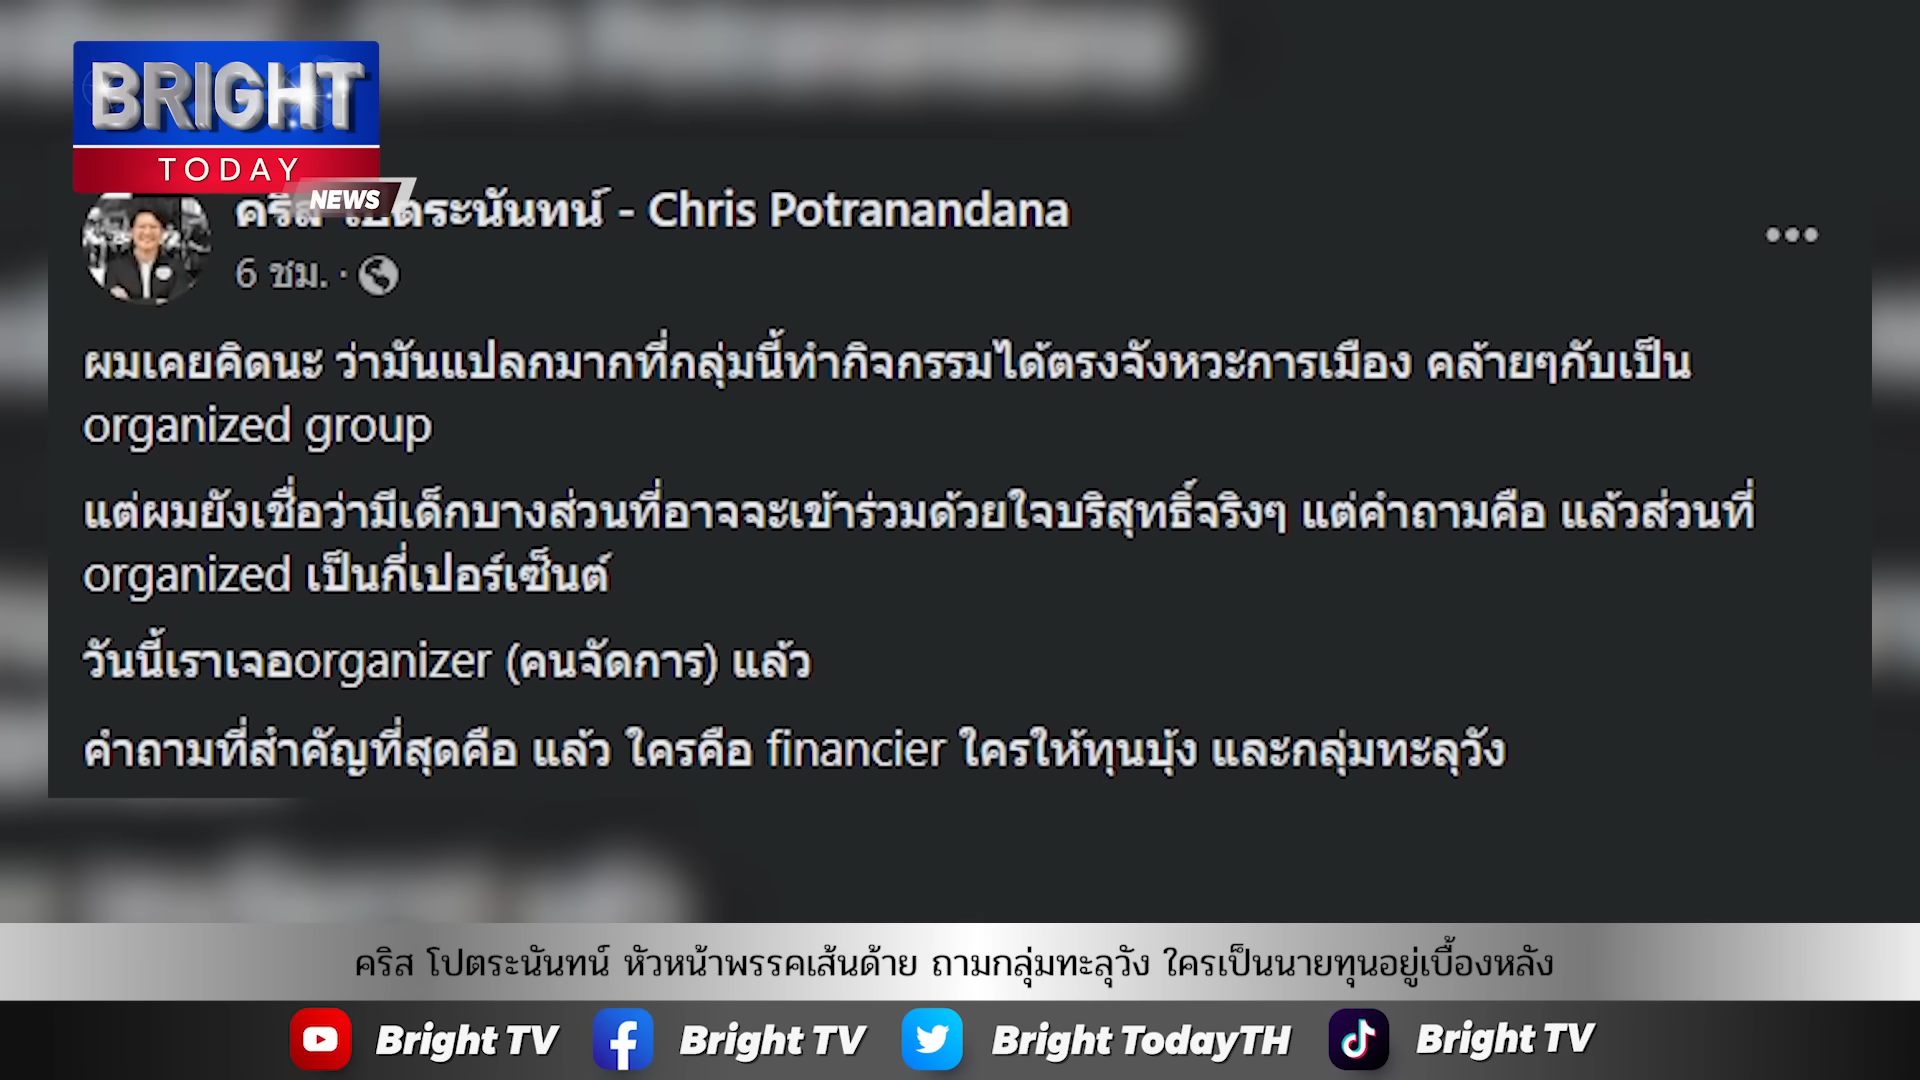 BRIGHT
TODAY
NEWS
คริส โปตระนันทน์ - Chris Potranandana
6 ชม.
ผมเคยคิดนะ ว่ามันแปลกมากที่กลุ่มนี้ทำกิจกรรมได้ตรงจังหวะการเมือง คล้ายๆกับเป็น
organized group
แต่ผมยังเชื่อว่ามีเด็กบางส่วนที่อาจจะเข้าร่วมด้วยใจบริสุทธิ์จริงๆ แต่คำถามคือ แล้วส่วนที่
organized เป็นกี่เปอร์เซ็นต์
วันนี้เราเจอorganizer (คนจัดการ) แล้ว
คำถามที่สำคัญที่สุดคือ แล้ว ใครคือ financier ใครให้ทุนบุ้ง และกลุ่มทะลุวัง
คริส โปตระนันทน์ หัวหน้าพรรคเส้นด้าย ถามกลุ่มทะลุวัง ใครเป็นนายทุนอยู่เบื้องหลัง
Bright TV Bright TV Bright TodayTH Bright TV